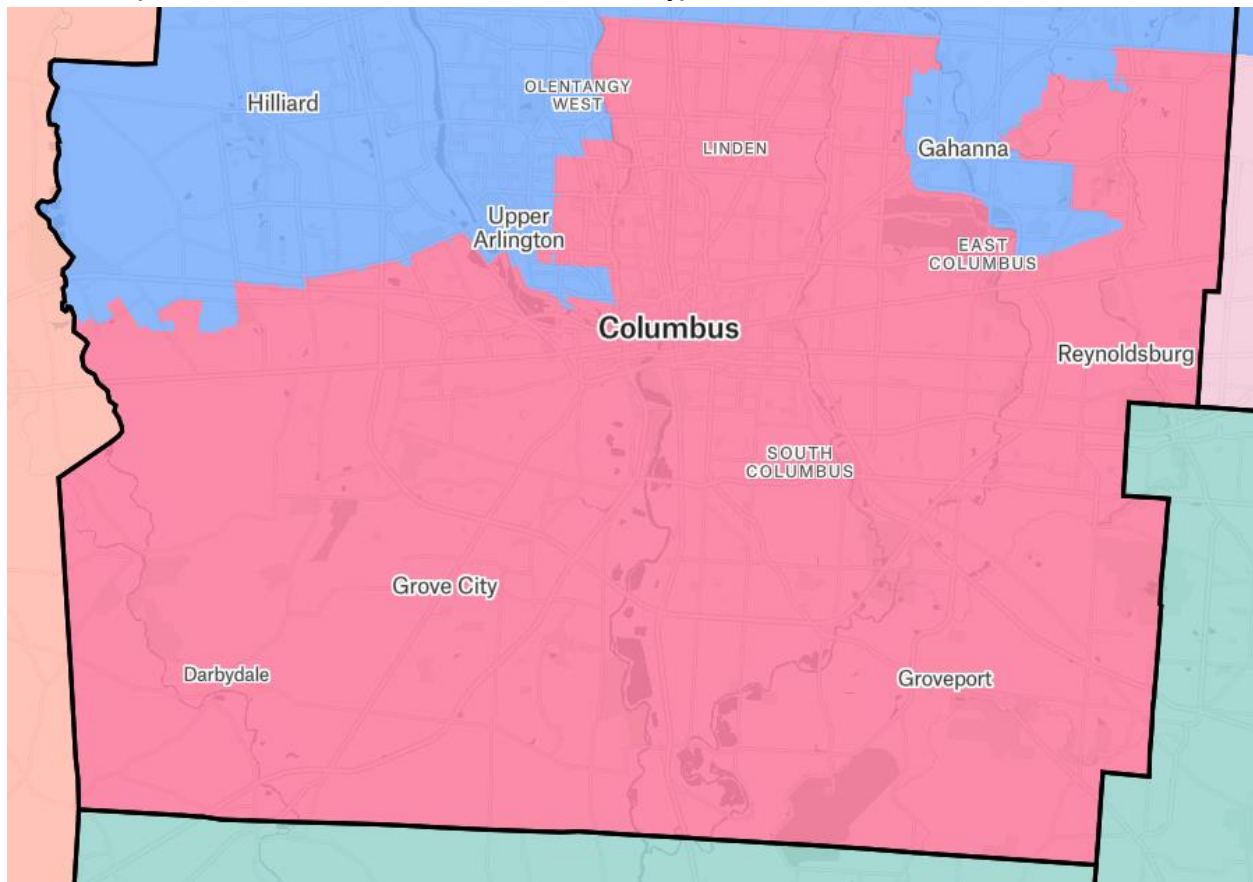 Hilliard
OLENTANGY
WEST
LINDEN
Gahanna
Upper
Arlington
EAST
COLUMBUS
Columbus
Reynoldsburg
SOUTH
COLUMBUS
Grove City
Darbydale
Groveport